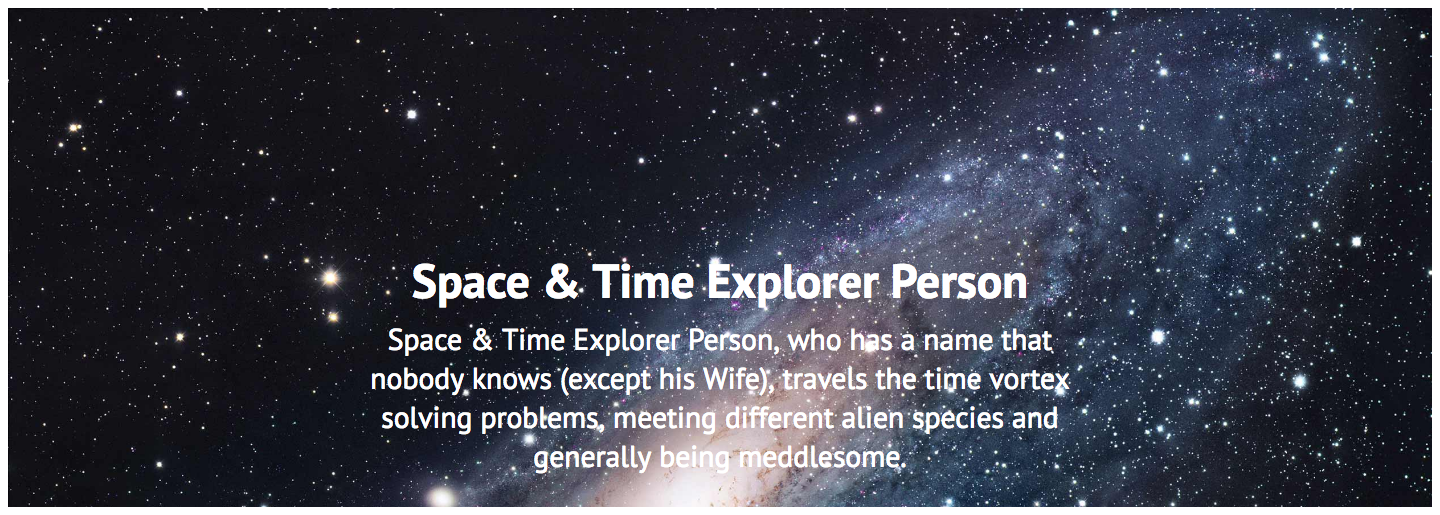 Space & Time Explorer Person
Space & Time Explorer Person, who has a name that
nobody knows (except his Wife), travels the time vortex
solving problems, meeting different alien species and
generally being meddlesome.